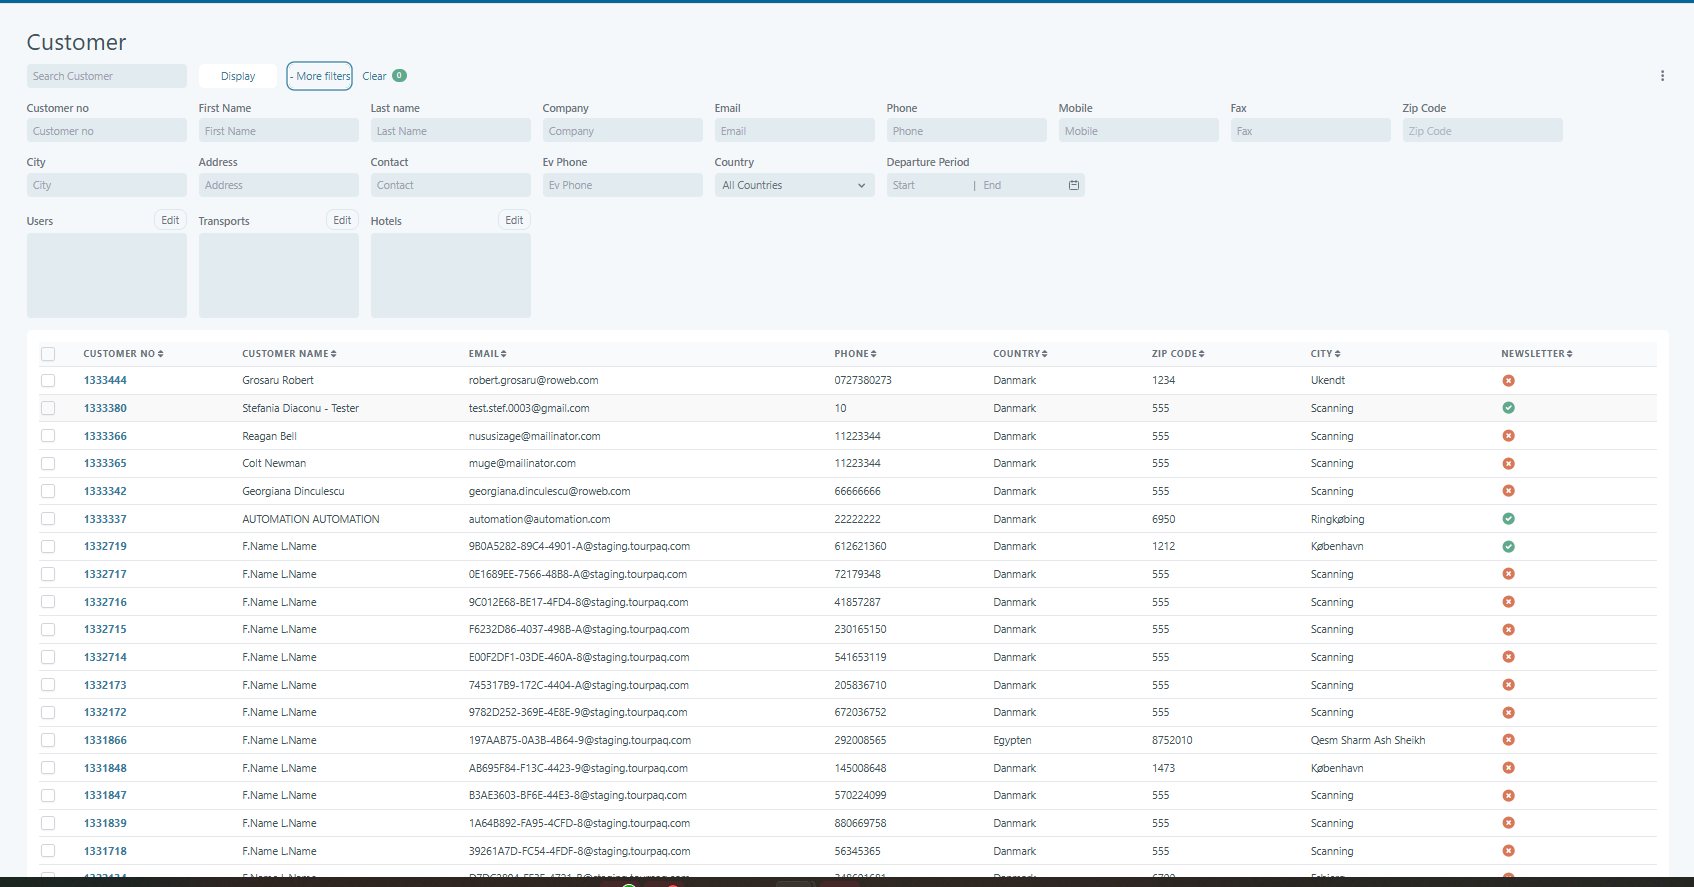 Customer
Search Customer Display - More filters Clear 0
Customer no First Name Last name Company Email Phone Mobile Fax Zip Code
Customer no First Name Last Name Company Email Phone Mobile Fax Zip Code
City Address Contact Ev Phone Country Departure Period
City Address Contact Ev Phone All Countries Start | End
Users Edit Transports Edit Hotels Edit
CUSTOMER NO CUSTOMER NAME EMAIL PHONE COUNTRY ZIP CODE CITY NEWSLETTER
1333444 Grosaru Robert robert.grosaru@roweb.com 0727380273 Danmark 1234 Ukendt
1333380 Stefania Diaconu - Tester test.stef.0003@gmail.com 10 Danmark 555 Scanning
1333366 Reagan Bell nususizage@mailinator.com 11223344 Danmark 555 Scanning
1333365 Colt Newman muge@mailinator.com 11223344 Danmark 555 Scanning
1333342 Georgiana Dinculescu georgiana.dinculescu@roweb.com 66666666 Danmark 555 Scanning
1333337 AUTOMATION AUTOMATION automation@automation.com 22222222 Danmark 6950 Ringkøbing
1332719 F.Name L.Name 9B0A5282-89C4-4901-A@staging.tourpaq.com 612621360 Danmark 1212 København
1332717 F.Name L.Name 0E1689EE-7566-48B8-A@staging.tourpaq.com 72179348 Danmark 555 Scanning
1332716 F.Name L.Name 9C012E68-BE17-4FD4-8@staging.tourpaq.com 41857287 Danmark 555 Scanning
1332715 F.Name L.Name F6232D86-4037-498B-A@staging.tourpaq.com 230165150 Danmark 555 Scanning
1332714 F.Name L.Name E00F2DF1-03DE-460A-8@staging.tourpaq.com 541653119 Danmark 555 Scanning
1332173 F.Name L.Name 745317B9-172C-4404-A@staging.tourpaq.com 205836710 Danmark 555 Scanning
1332172 F.Name L.Name 9782D252-369E-4E8E-9@staging.tourpaq.com 672036752 Danmark 555 Scanning
1331866 F.Name L.Name 197AAB75-0A3B-4B64-9@staging.tourpaq.com 292008565 Egypten 8752010 Qesm Sharm Ash Sheikh
1331848 F.Name L.Name AB695F84-F13C-4423-9@staging.tourpaq.com 145008648 Danmark 1473 København
1331847 F.Name L.Name B3AE3603-BF6E-44E3-8@staging.tourpaq.com 570224099 Danmark 555 Scanning
1331839 F.Name L.Name 1A64B892-FA95-4CFD-8@staging.tourpaq.com 880669758 Danmark 555 Scanning
1331718 F.Name L.Name 39261A7D-FC54-4FDF-8@staging.tourpaq.com 56345365 Danmark 555 Scanning